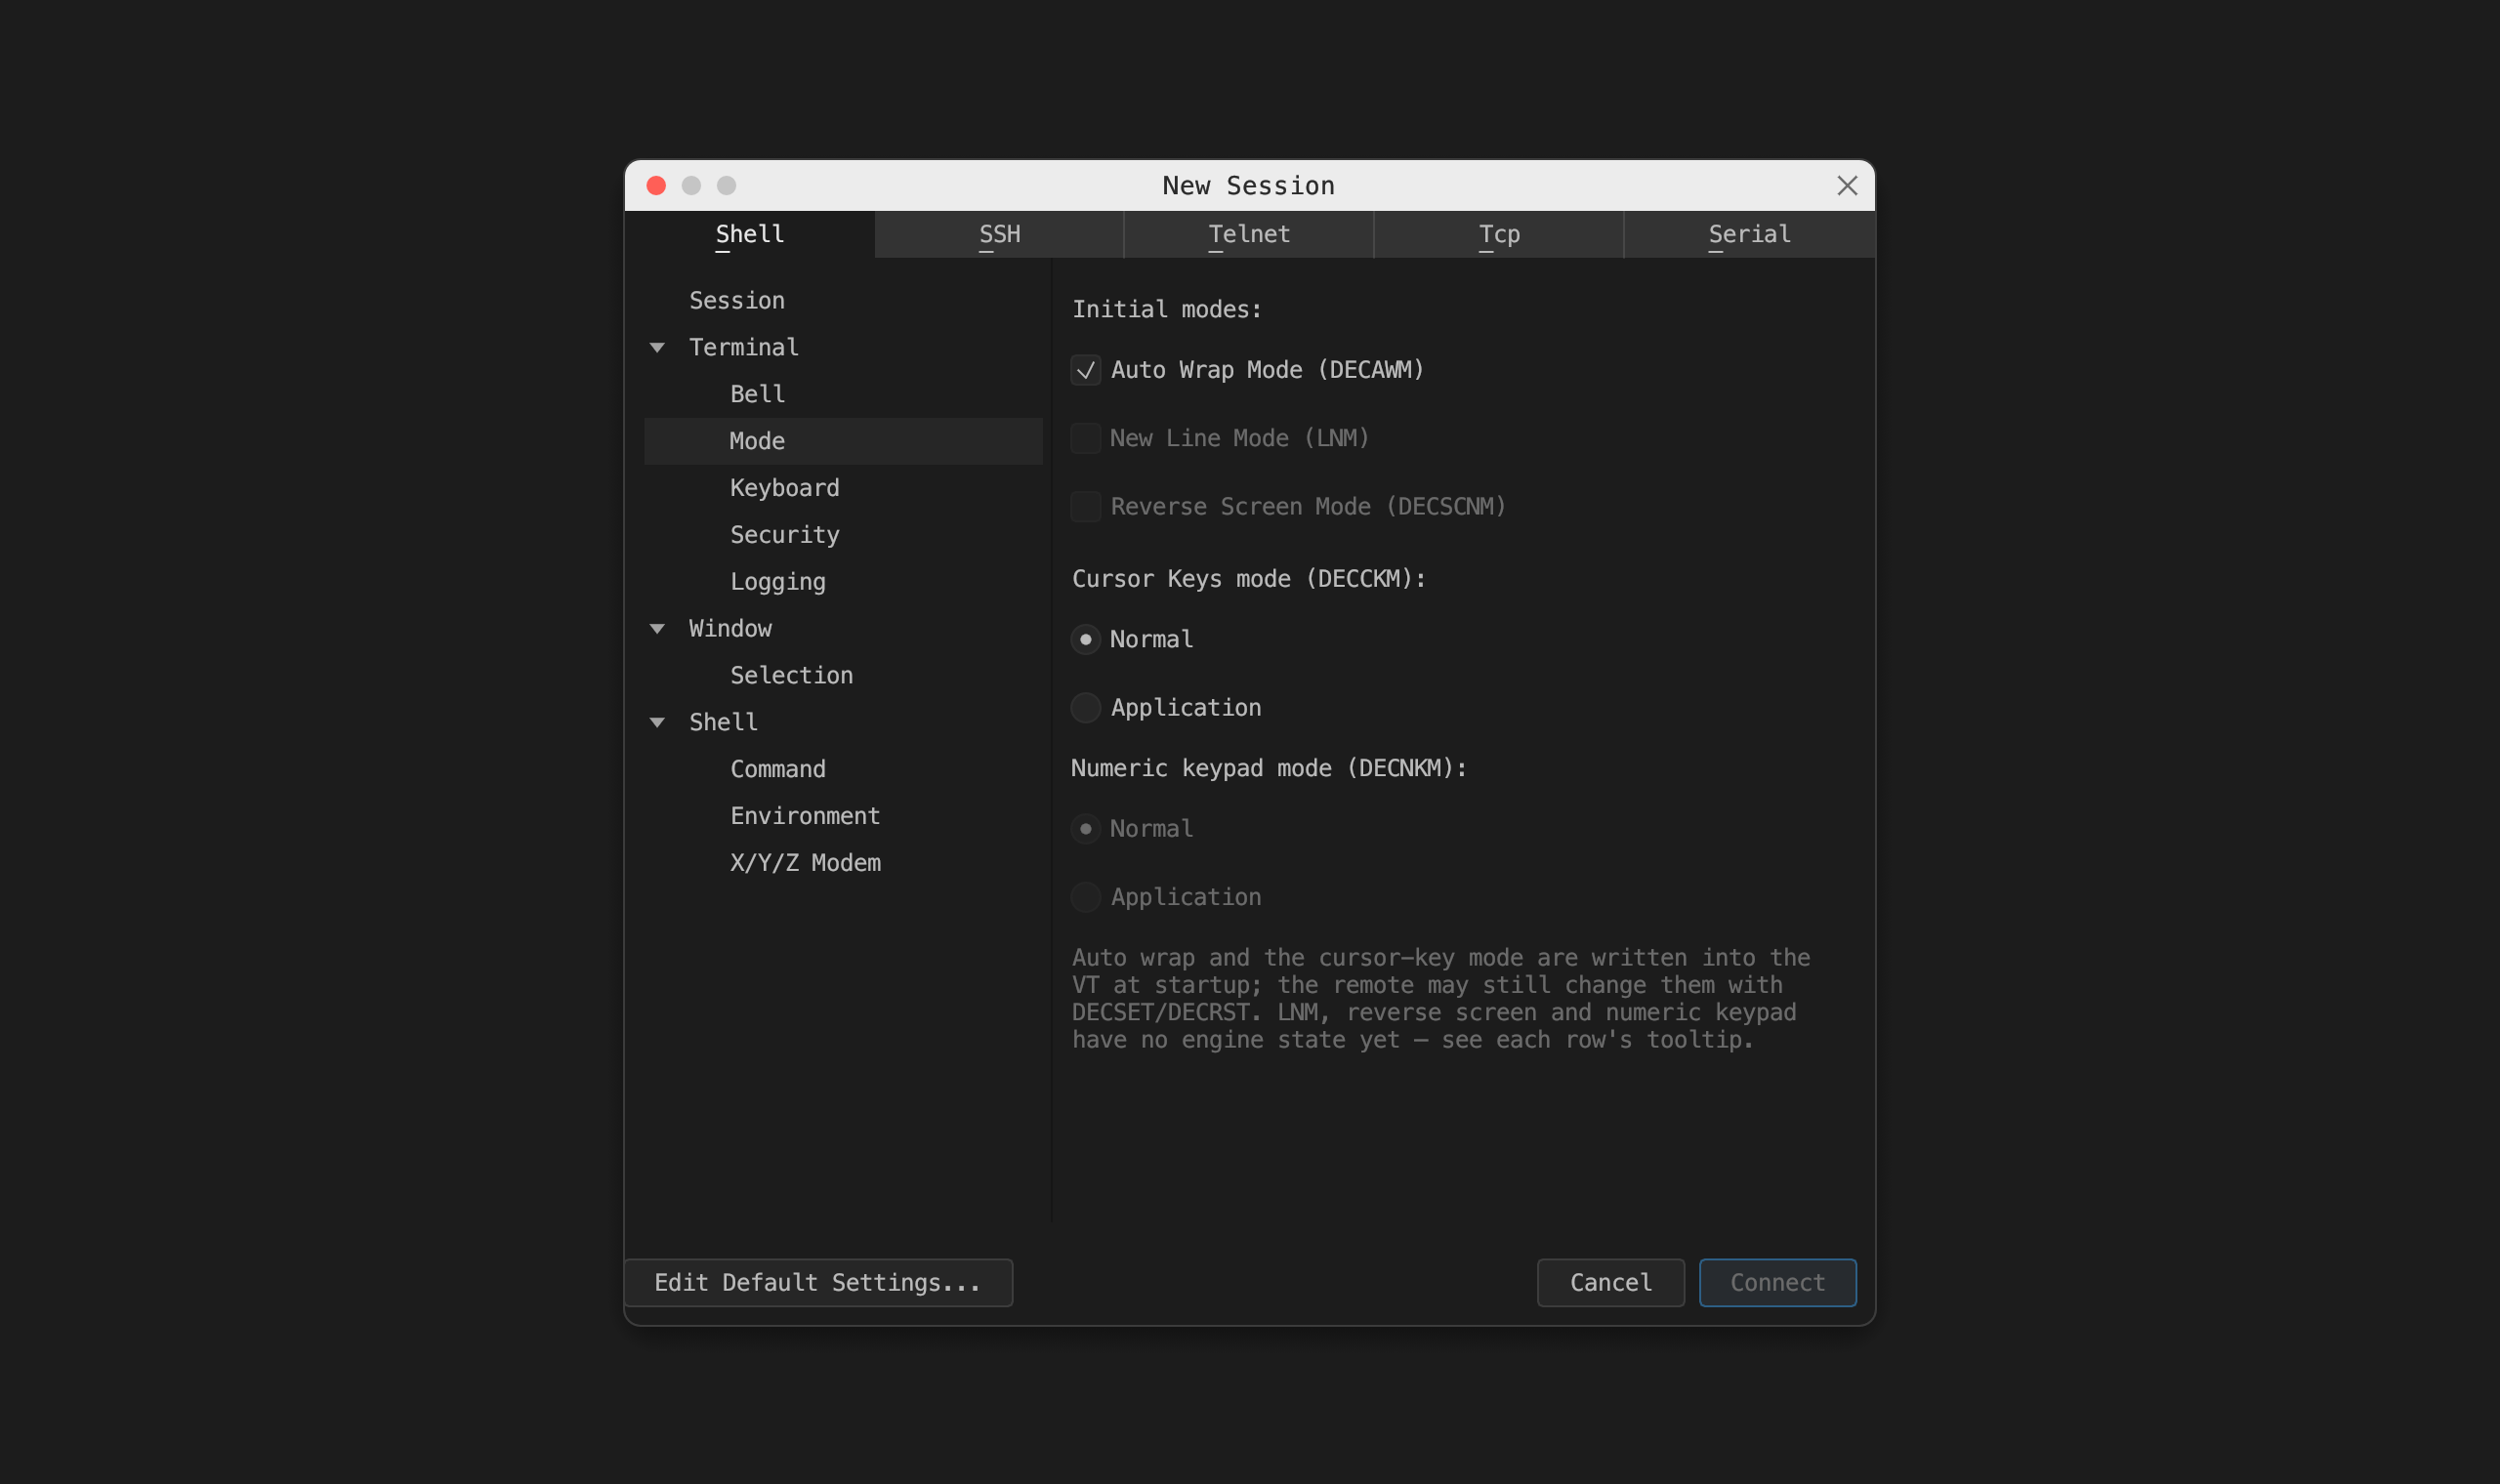 New Session
Shell
SSH
Telnet
Tcp
Serial
Session
Terminal
Bell
Mode
Keyboard
Security
Logging
Window
Selection
Shell
Command
Environment
X/Y/Z Modem
Initial modes:
Auto Wrap Mode (DECAWM)
New Line Mode (LNM)
Reverse Screen Mode (DECSCNM)
Cursor Keys mode (DECCKM):
Normal
Application
Numeric keypad mode (DECNKM):
Normal
Application
Auto wrap and the cursor-key mode are written into the
VT at startup; the remote may still change them with
DECSET/DECRST. LNM, reverse screen and numeric keypad
have no engine state yet — see each row's tooltip.
Edit Default Settings...
Cancel
Connect